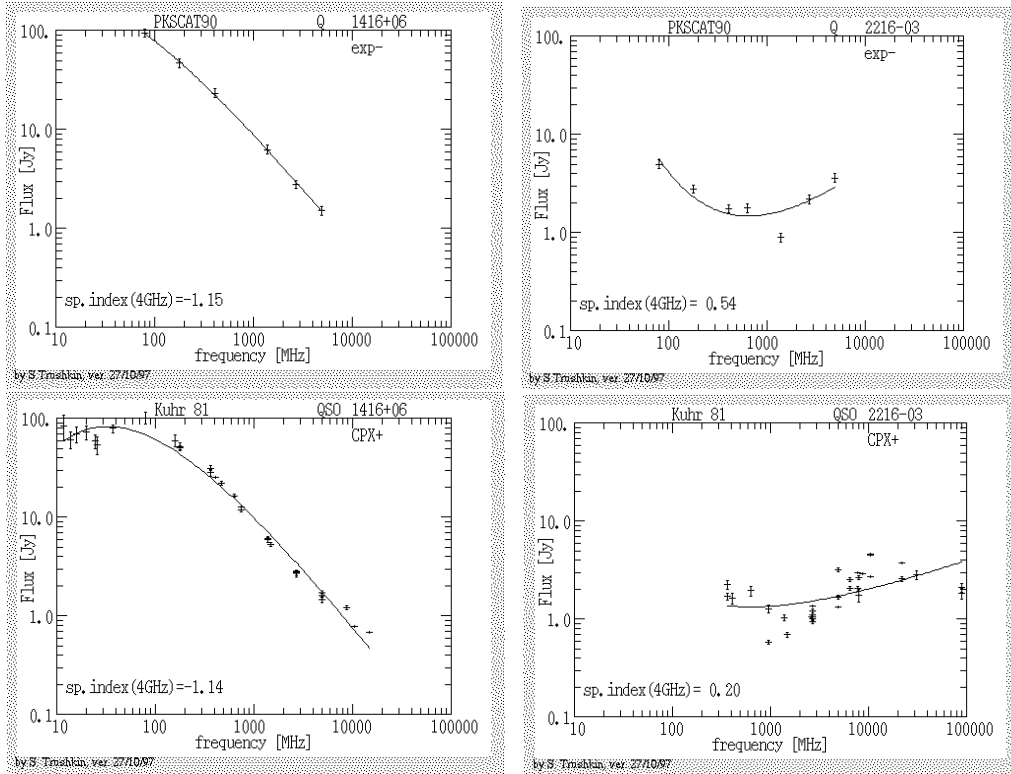 PKSCAT90 Q 1416+06
exp-
100.
10.0
1.0
0.1
Flux [Jy]
sp.index(4GHz)=-1.15
10 100 1000 10000 100000
frequency [MHz]
by S.Trushkin, ver. 27/10/97
PKSCAT90 Q 2216-03
exp-
100.
10.0
1.0
0.1
Flux [Jy]
sp.index(4GHz)= 0.54
10 100 1000 10000 100000
frequency [MHz]
by S.Trushkin, ver. 27/10/97
Kuhr 81 QSO 1416+06
CPX+
100.
10.0
1.0
0.1
Flux [Jy]
sp.index(4GHz)=-1.14
10 100 1000 10000 100000
frequency [MHz]
by S. Trushkin, ver. 27/10/97
Kuhr 81 QSO 2216-03
CPX+
100.
10.0
1.0
0.1
Flux [Jy]
sp.index(4GHz)= 0.20
10 100 1000 10000 100000
frequency [MHz]
by S. Trushkin, ver. 27/10/97